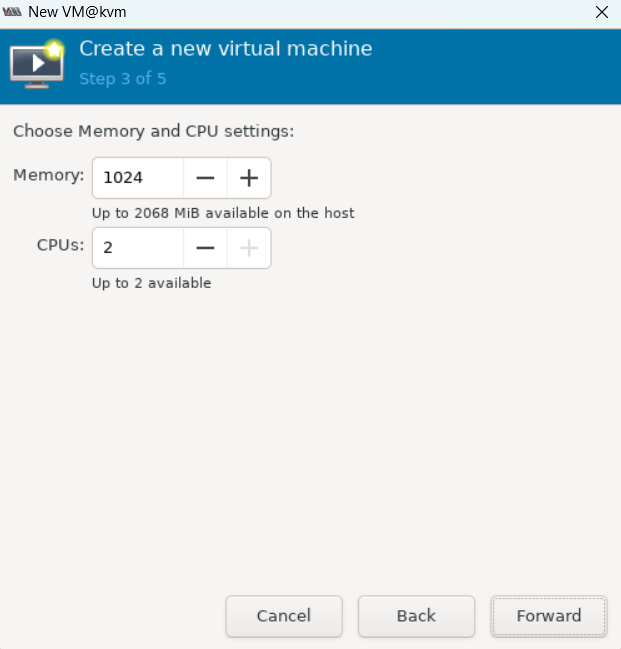 New VM@kvm
Create a new virtual machine
Step 3 of 5
Choose Memory and CPU settings:
Memory: 1024
Up to 2068 MiB available on the host
CPUs: 2
Up to 2 available
Cancel Back Forward